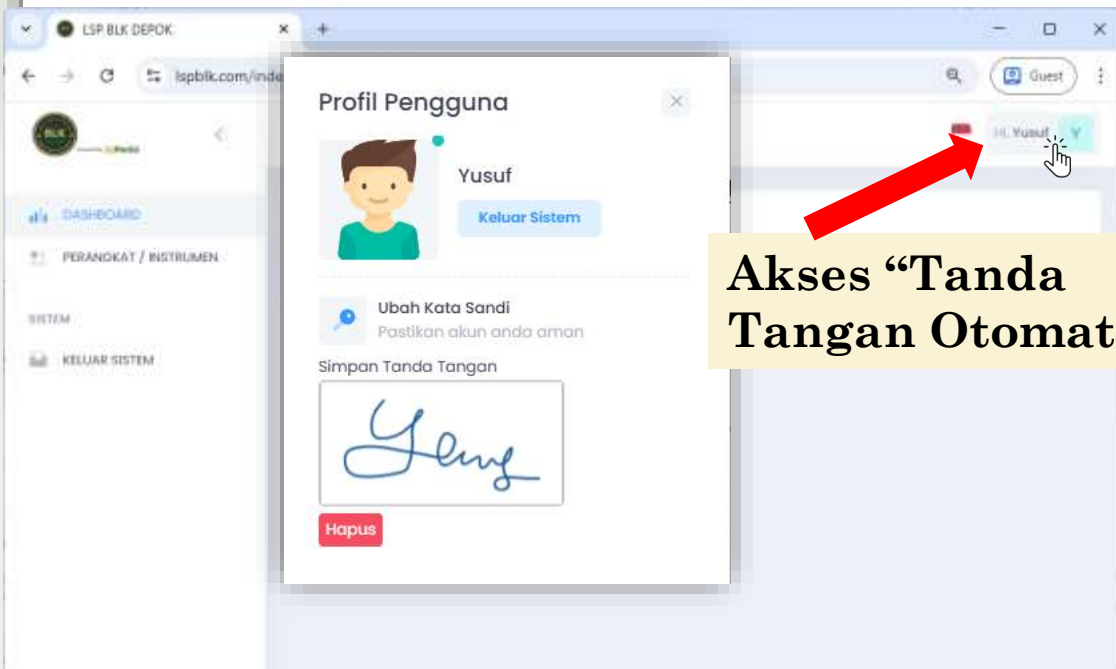 LSP BLK DEPOK
lspblk.com/inde
Guest
Hi, Yusuf
Y
Profil Pengguna
Yusuf
Keluar Sistem
DASHBOARD
PERANGKAT / INSTRUMEN
SISTEM
KELUAR SISTEM
Ubah Kata Sandi
Pastikan akun anda aman
Simpan Tanda Tangan
Hapus
Akses “Tanda
Tangan Otomat